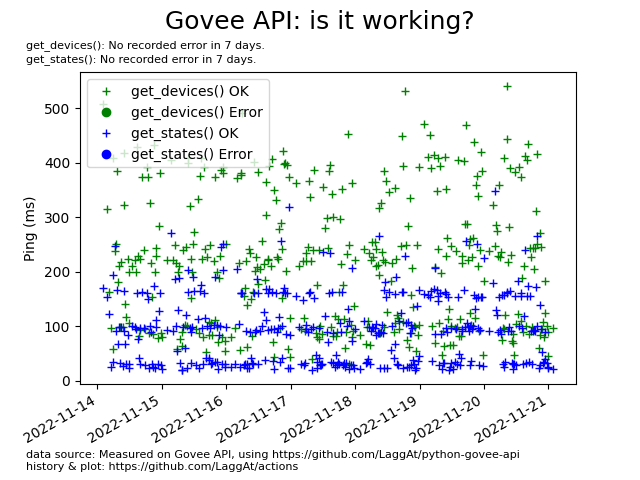 Govee API: is it working?
get_devices(): No recorded error in 7 days.
get_states(): No recorded error in 7 days.
get_devices() OK
get_devices() Error
get_states() OK
get_states() Error
Ping (ms)
500
400
300
200
100
0
2022-11-14
2022-11-15
2022-11-16
2022-11-17
2022-11-18
2022-11-19
2022-11-20
2022-11-21
data source: Measured on Govee API, using https://github.com/LaggAt/python-govee-api
history & plot: https://github.com/LaggAt/actions